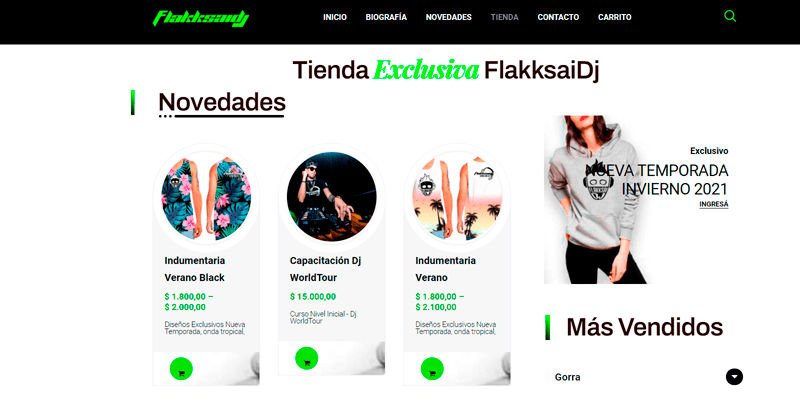 Flakksaidj
INICIO BIOGRAFÍA NOVEDADES TIENDA CONTACTO CARRITO
Tienda Exclusiva FlakksaiDj
Novedades
Indumentaria
Verano Black
$ 1.800,00 –
$ 2.000,00
Diseños Exclusivos Nueva
Temporada, onda tropical,
Capacitación Dj
WorldTour
$ 15.000,00
Curso Nivel Inicial - Dj
WorldTour
Indumentaria
Verano
$ 1.800,00 –
$ 2.100,00
Diseños Exclusivos Nueva
Temporada, onda tropical,
Exclusivo
NUEVA TEMPORADA
INVIERNO 2021
INGRESÁ
Más Vendidos
Gorra